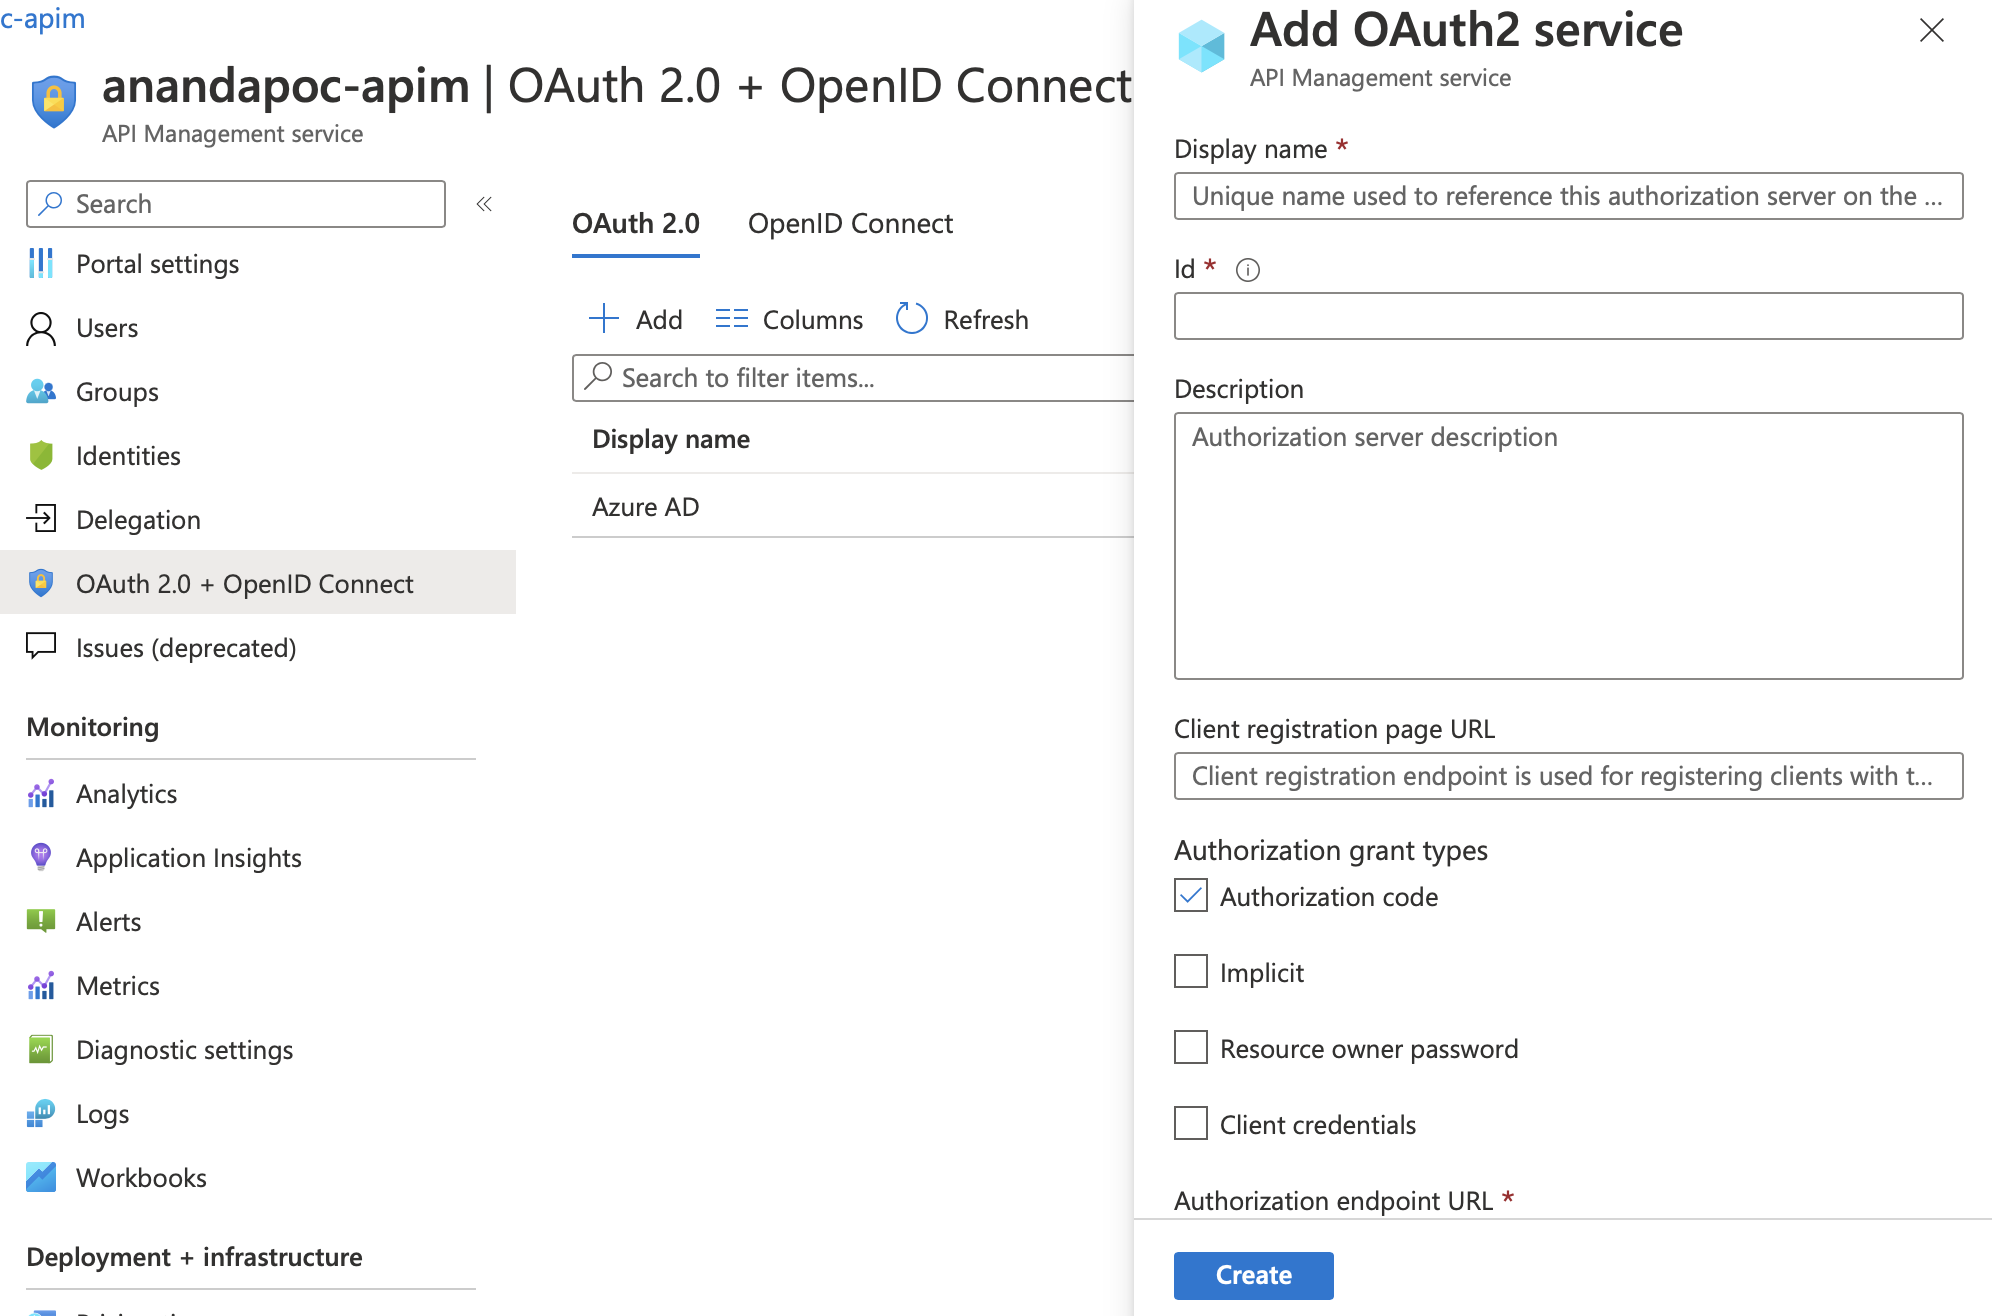 c-apim
anandapoc-apim | OAuth 2.0 + OpenID Connect
API Management service
Search
Portal settings
Users
Groups
Identities
Delegation
OAuth 2.0 + OpenID Connect
Issues (deprecated)
Monitoring
Analytics
Application Insights
Alerts
Metrics
Diagnostic settings
Logs
Workbooks
Deployment + infrastructure
OAuth 2.0 OpenID Connect
Add Columns Refresh
Search to filter items...
Display name
Azure AD
Add OAuth2 service
API Management service
Display name *
Unique name used to reference this authorization server on the ...
Id *
Description
Authorization server description
Client registration page URL
Client registration endpoint is used for registering clients with t...
Authorization grant types
Authorization code
Implicit
Resource owner password
Client credentials
Authorization endpoint URL *
Create